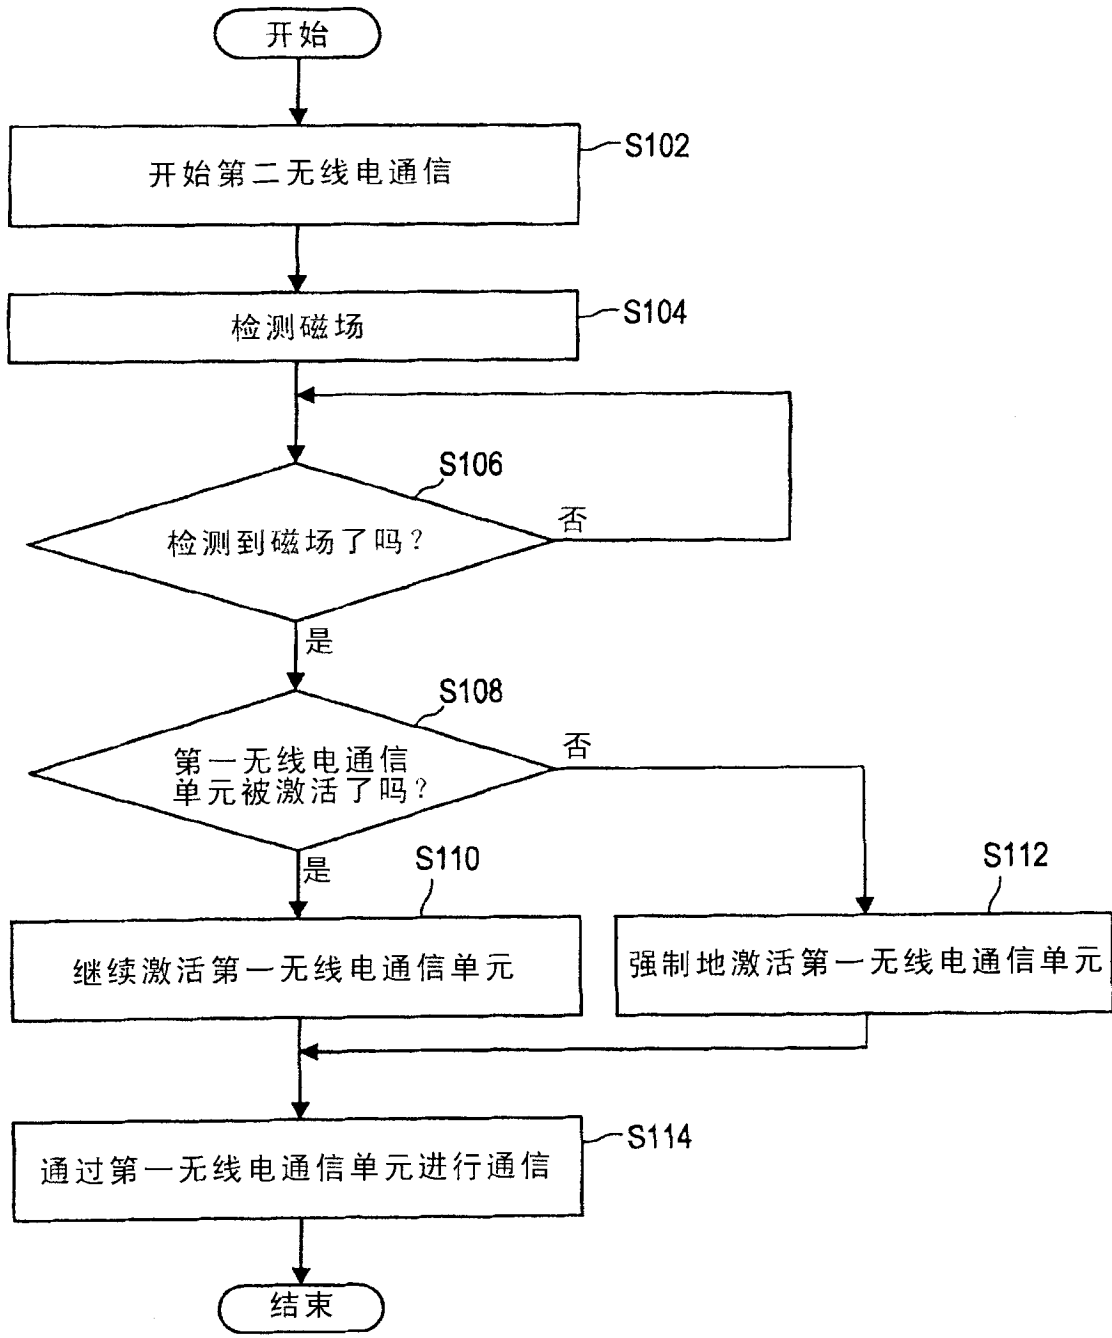 开始
S102
开始第二无线电通信
S104
检测磁场
S106
检测到磁场了吗？
否
是
S108
第一无线电通信
单元被激活了吗？
否
是
S110
继续激活第一无线电通信单元
S112
强制地激活第一无线电通信单元
S114
通过第一无线电通信单元进行通信
结束